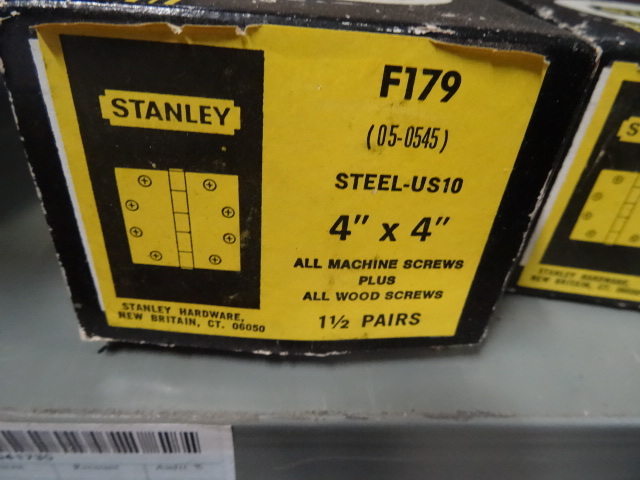 STANLEY
F179
(05-0545)
STEEL-US10
4" x 4"
ALL MACHINE SCREWS
PLUS
ALL WOOD SCREWS
1½ PAIRS
STANLEY HARDWARE,
NEW BRITAIN, CT. 06050
STANLEY HARDWARE,
NEW BRITAIN, CT.